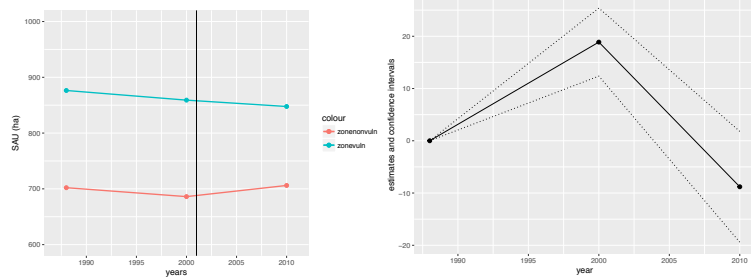 1000
900
800
700
600
SAU (ha)
1990
1995
2000
2005
2010
years
colour
zonenonvuln
zonevuln
20
10
0
−10
−20
estimates and confidence intervals
1990
1995
2000
2005
2010
year